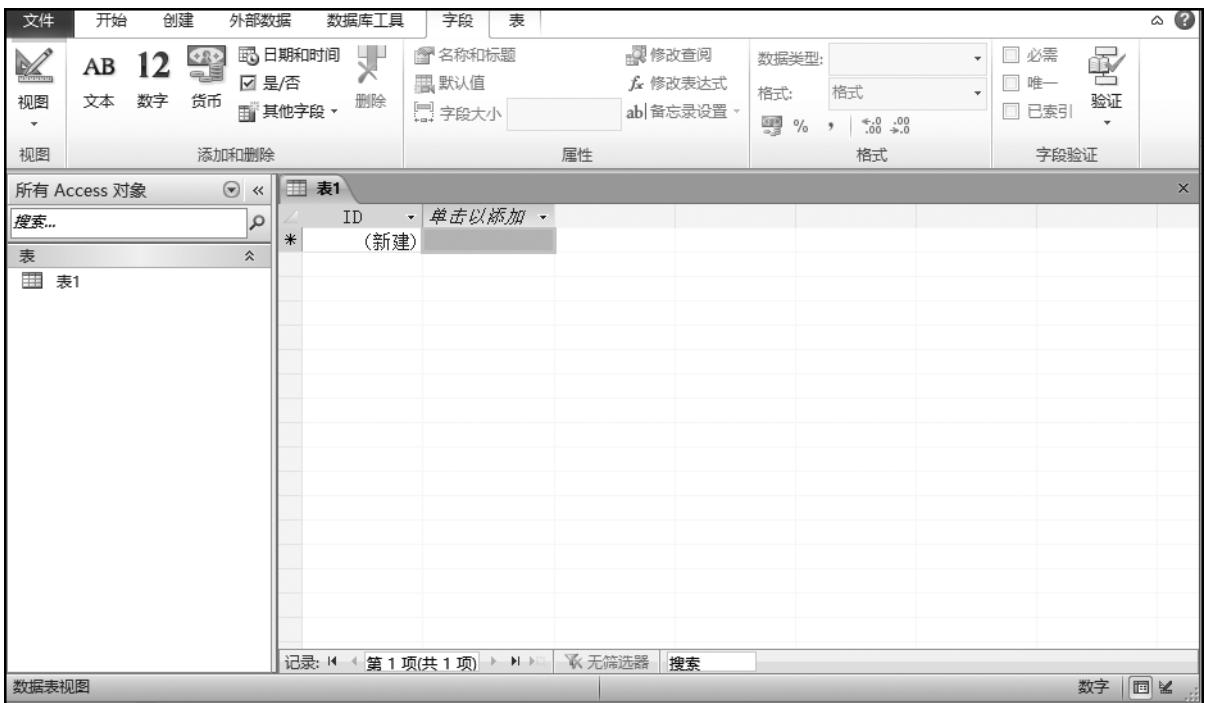 文件 开始 创建 外部数据 数据库工具 字段 表
视图
AB 文本
12 数字
货币
日期和时间
是/否
其他字段
删除
名称和标题
默认值
字段大小
修改查阅
fx 修改表达式
ab| 备忘录设置
数据类型:
格式: 格式
% , .0 .00 .00 .0
必需
唯一
已索引
验证
视图 添加和删除 属性 格式 字段验证
所有 Access 对象 «
搜索...
表
表1
表1 ×
ID 单击以添加
* (新建)
记录: 第 1 项(共 1 项) 无筛选器 搜索
数据表视图 数字